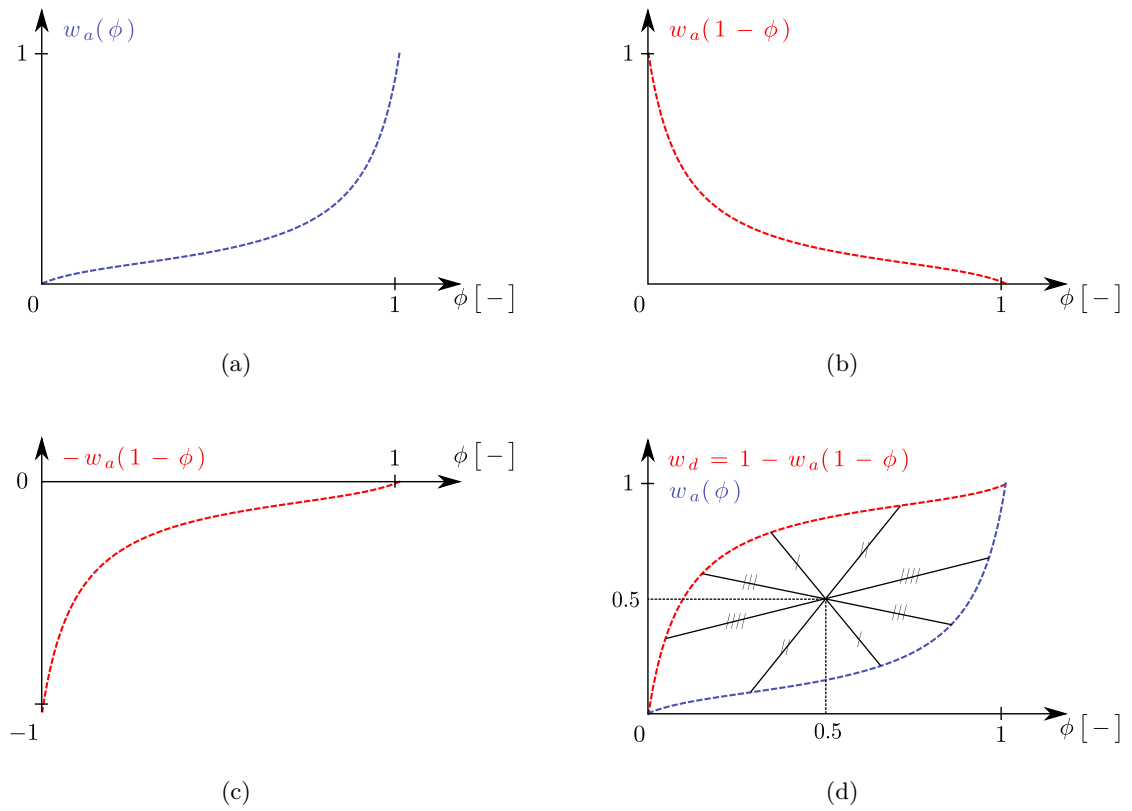 w_a(ϕ)
1
0
1
ϕ [−]
(a)
w_a(1 − ϕ)
1
0
1
ϕ [−]
(b)
−w_a(1 − ϕ)
0
1
ϕ [−]
−1
(c)
w_d = 1 − w_a(1 − ϕ)
w_a(ϕ)
1
0.5
0
0.5
1
ϕ [−]
(d)